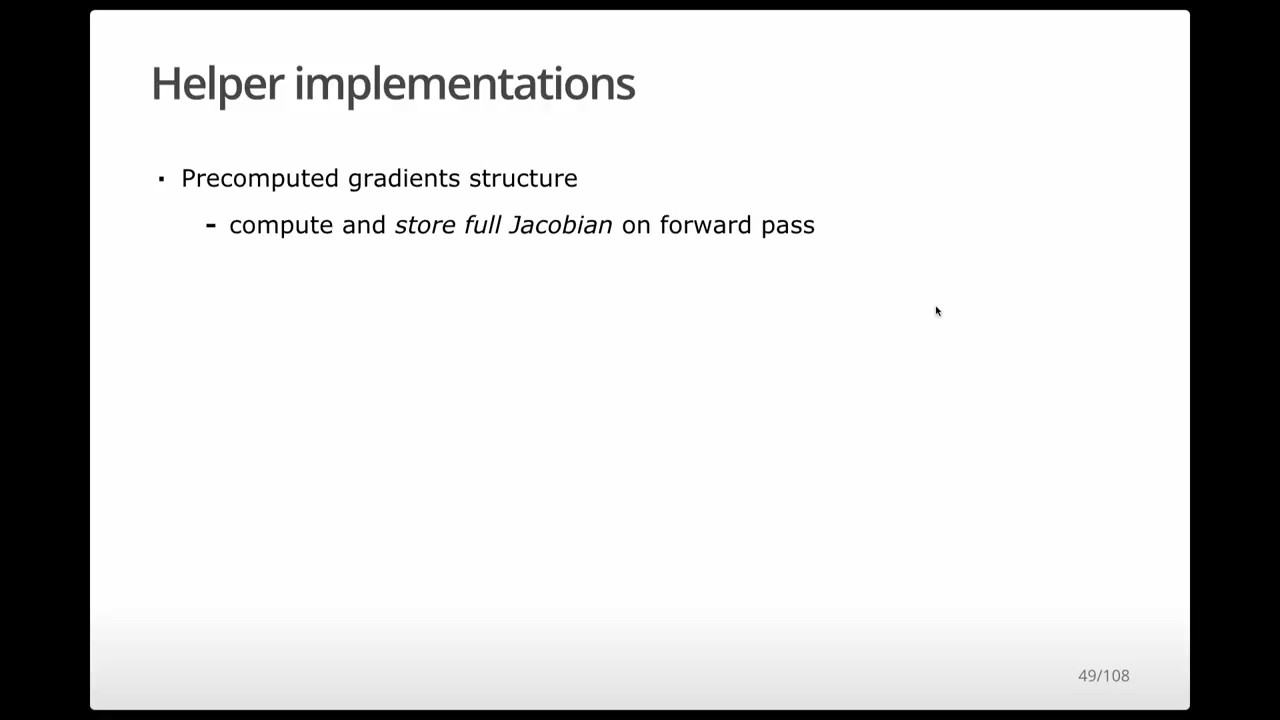 Helper implementations
▪ Precomputed gradients structure
- compute and store full Jacobian on forward pass
49/108